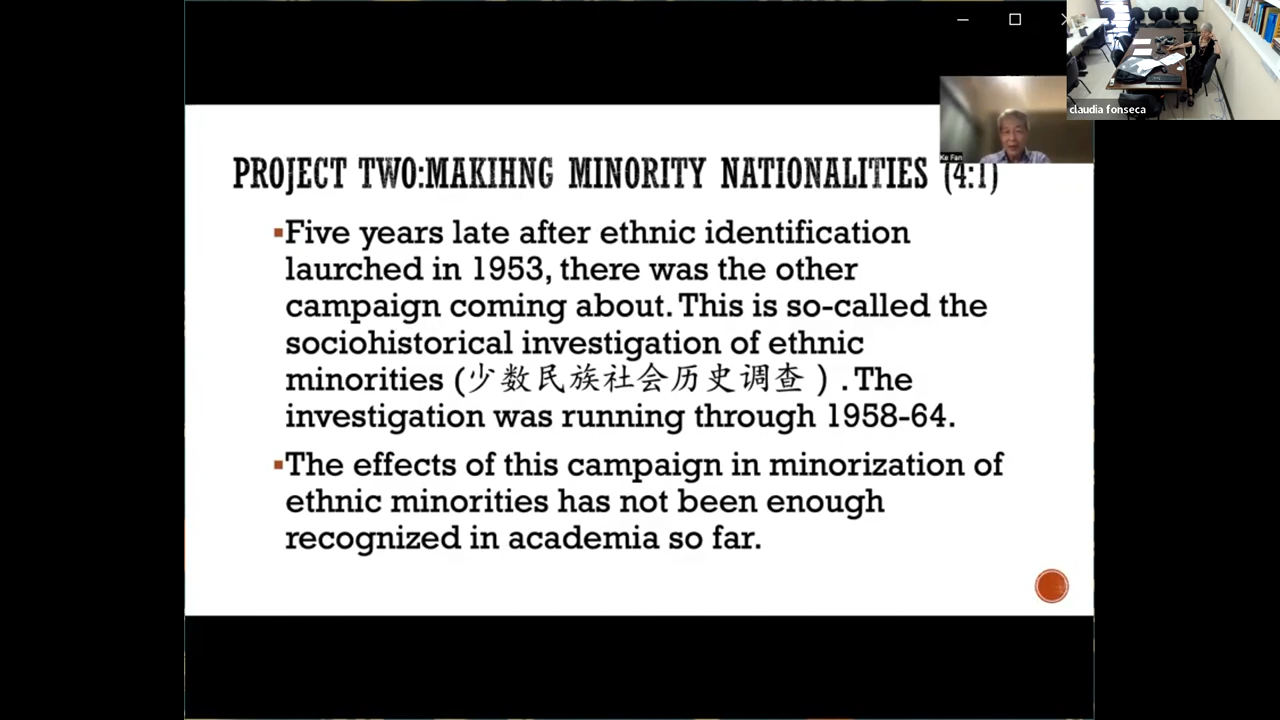 claudia fonseca
Ke Fan
PROJECT TWO:MAKIHNG MINORITY NATIONALITIES (4:1)
▪Five years late after ethnic identification
laurched in 1953, there was the other
campaign coming about. This is so-called the
sociohistorical investigation of ethnic
minorities (少数民族社会历史调查 ) . The
investigation was running through 1958-64.
▪The effects of this campaign in minorization of
ethnic minorities has not been enough
recognized in academia so far.